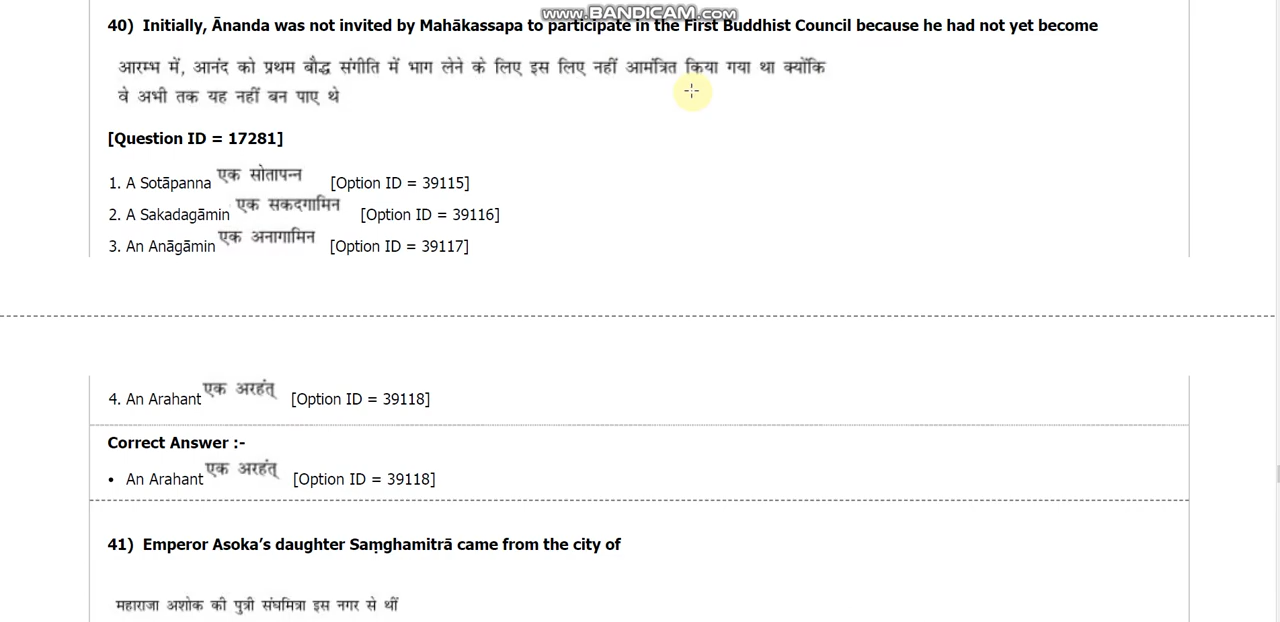 www.BANDICAM.com
40) Initially, Ānanda was not invited by Mahākassapa to participate in the First Buddhist Council because he had not yet become
आरम्भ में, आनंद को प्रथम बौद्ध संगीति में भाग लेने के लिए इस लिए नहीं आमंत्रित किया गया था क्योंकि
वे अभी तक यह नहीं बन पाए थे
[Question ID = 17281]
1. A Sotāpanna एक सोतापन्न [Option ID = 39115]
2. A Sakadagāmin एक सकदगामिन [Option ID = 39116]
3. An Anāgāmin एक अनागामिन [Option ID = 39117]
4. An Arahant एक अरहंत् [Option ID = 39118]
Correct Answer :-
• An Arahant एक अरहंत् [Option ID = 39118]
41) Emperor Asoka’s daughter Saṃghamitrā came from the city of
महाराजा अशोक की पुत्री संघमित्रा इस नगर से थीं